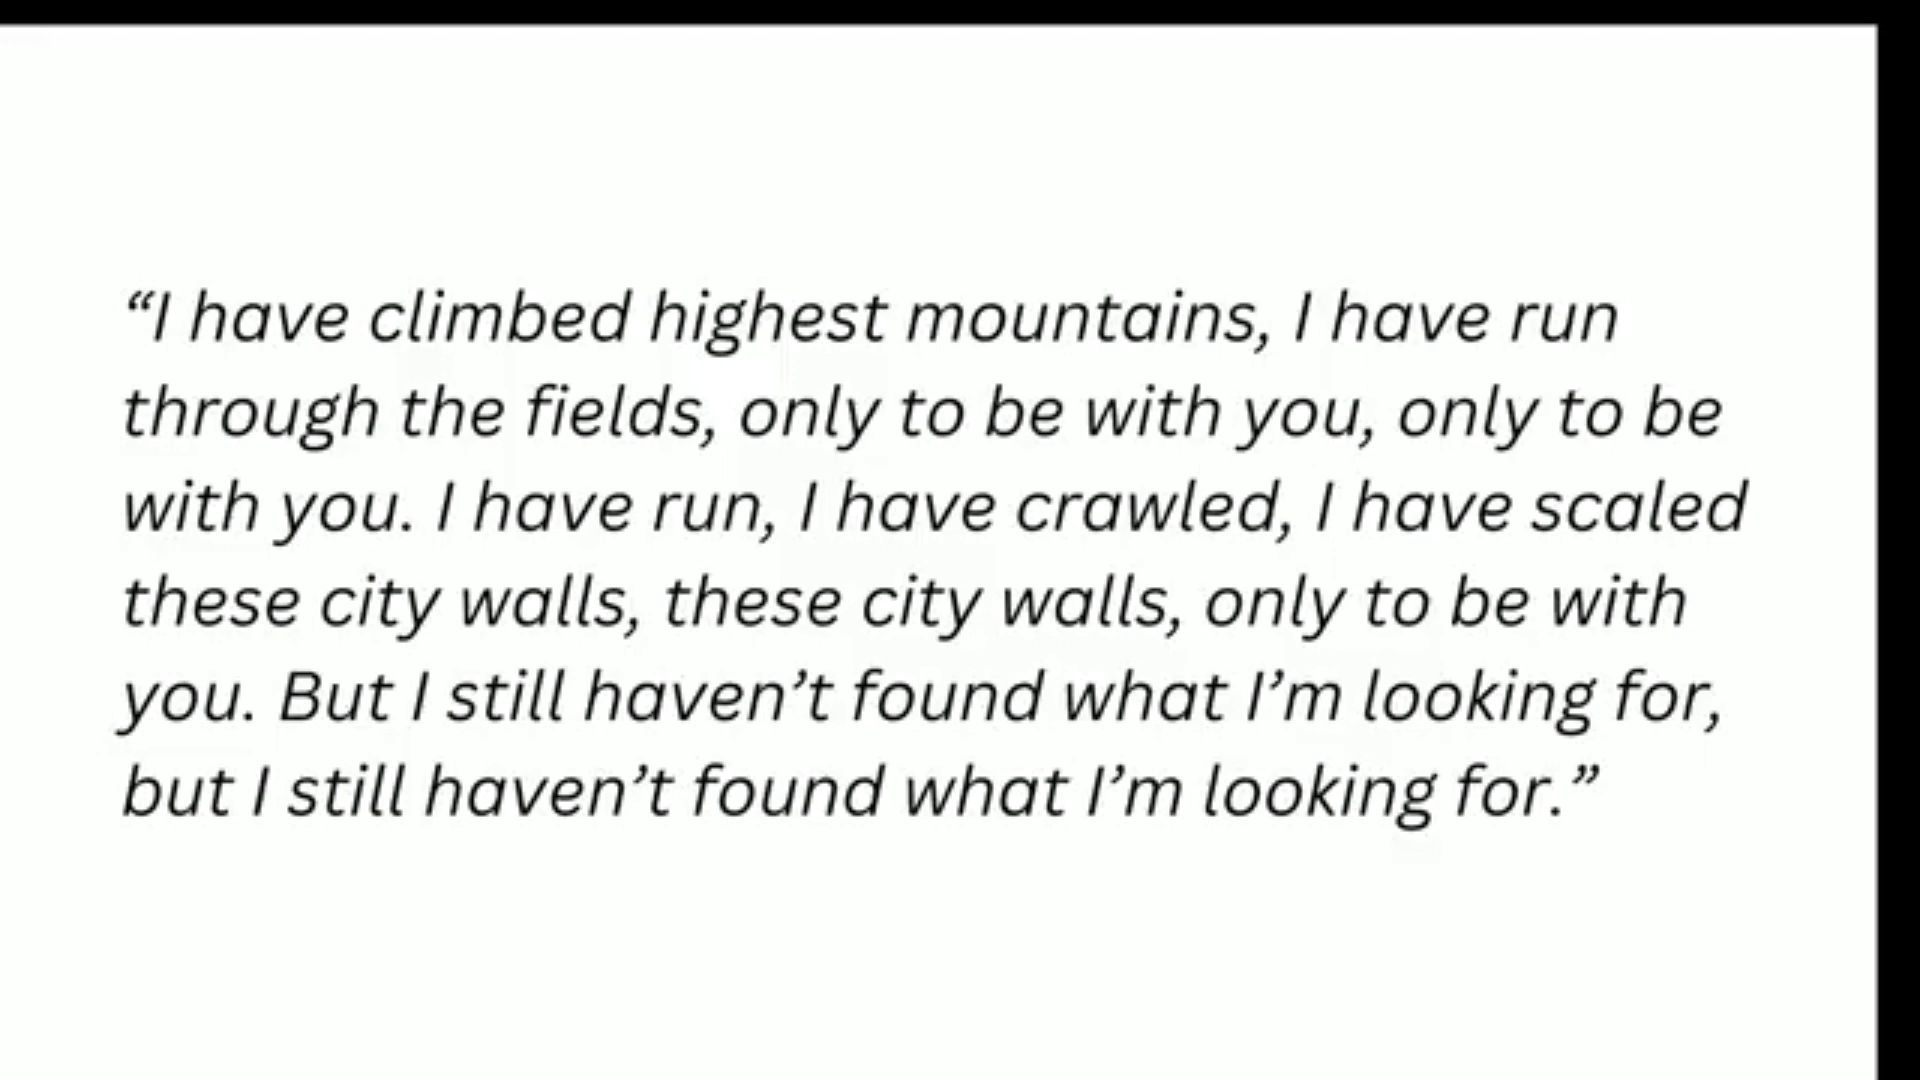 “I have climbed highest mountains, I have run
through the fields, only to be with you, only to be
with you. I have run, I have crawled, I have scaled
these city walls, these city walls, only to be with
you. But I still haven’t found what I’m looking for,
but I still haven’t found what I’m looking for.”